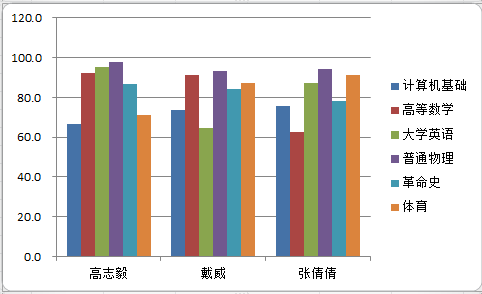 120.0
100.0
80.0
60.0
40.0
20.0
0.0
高志毅
戴威
张倩倩
计算机基础
高等数学
大学英语
普通物理
革命史
体育